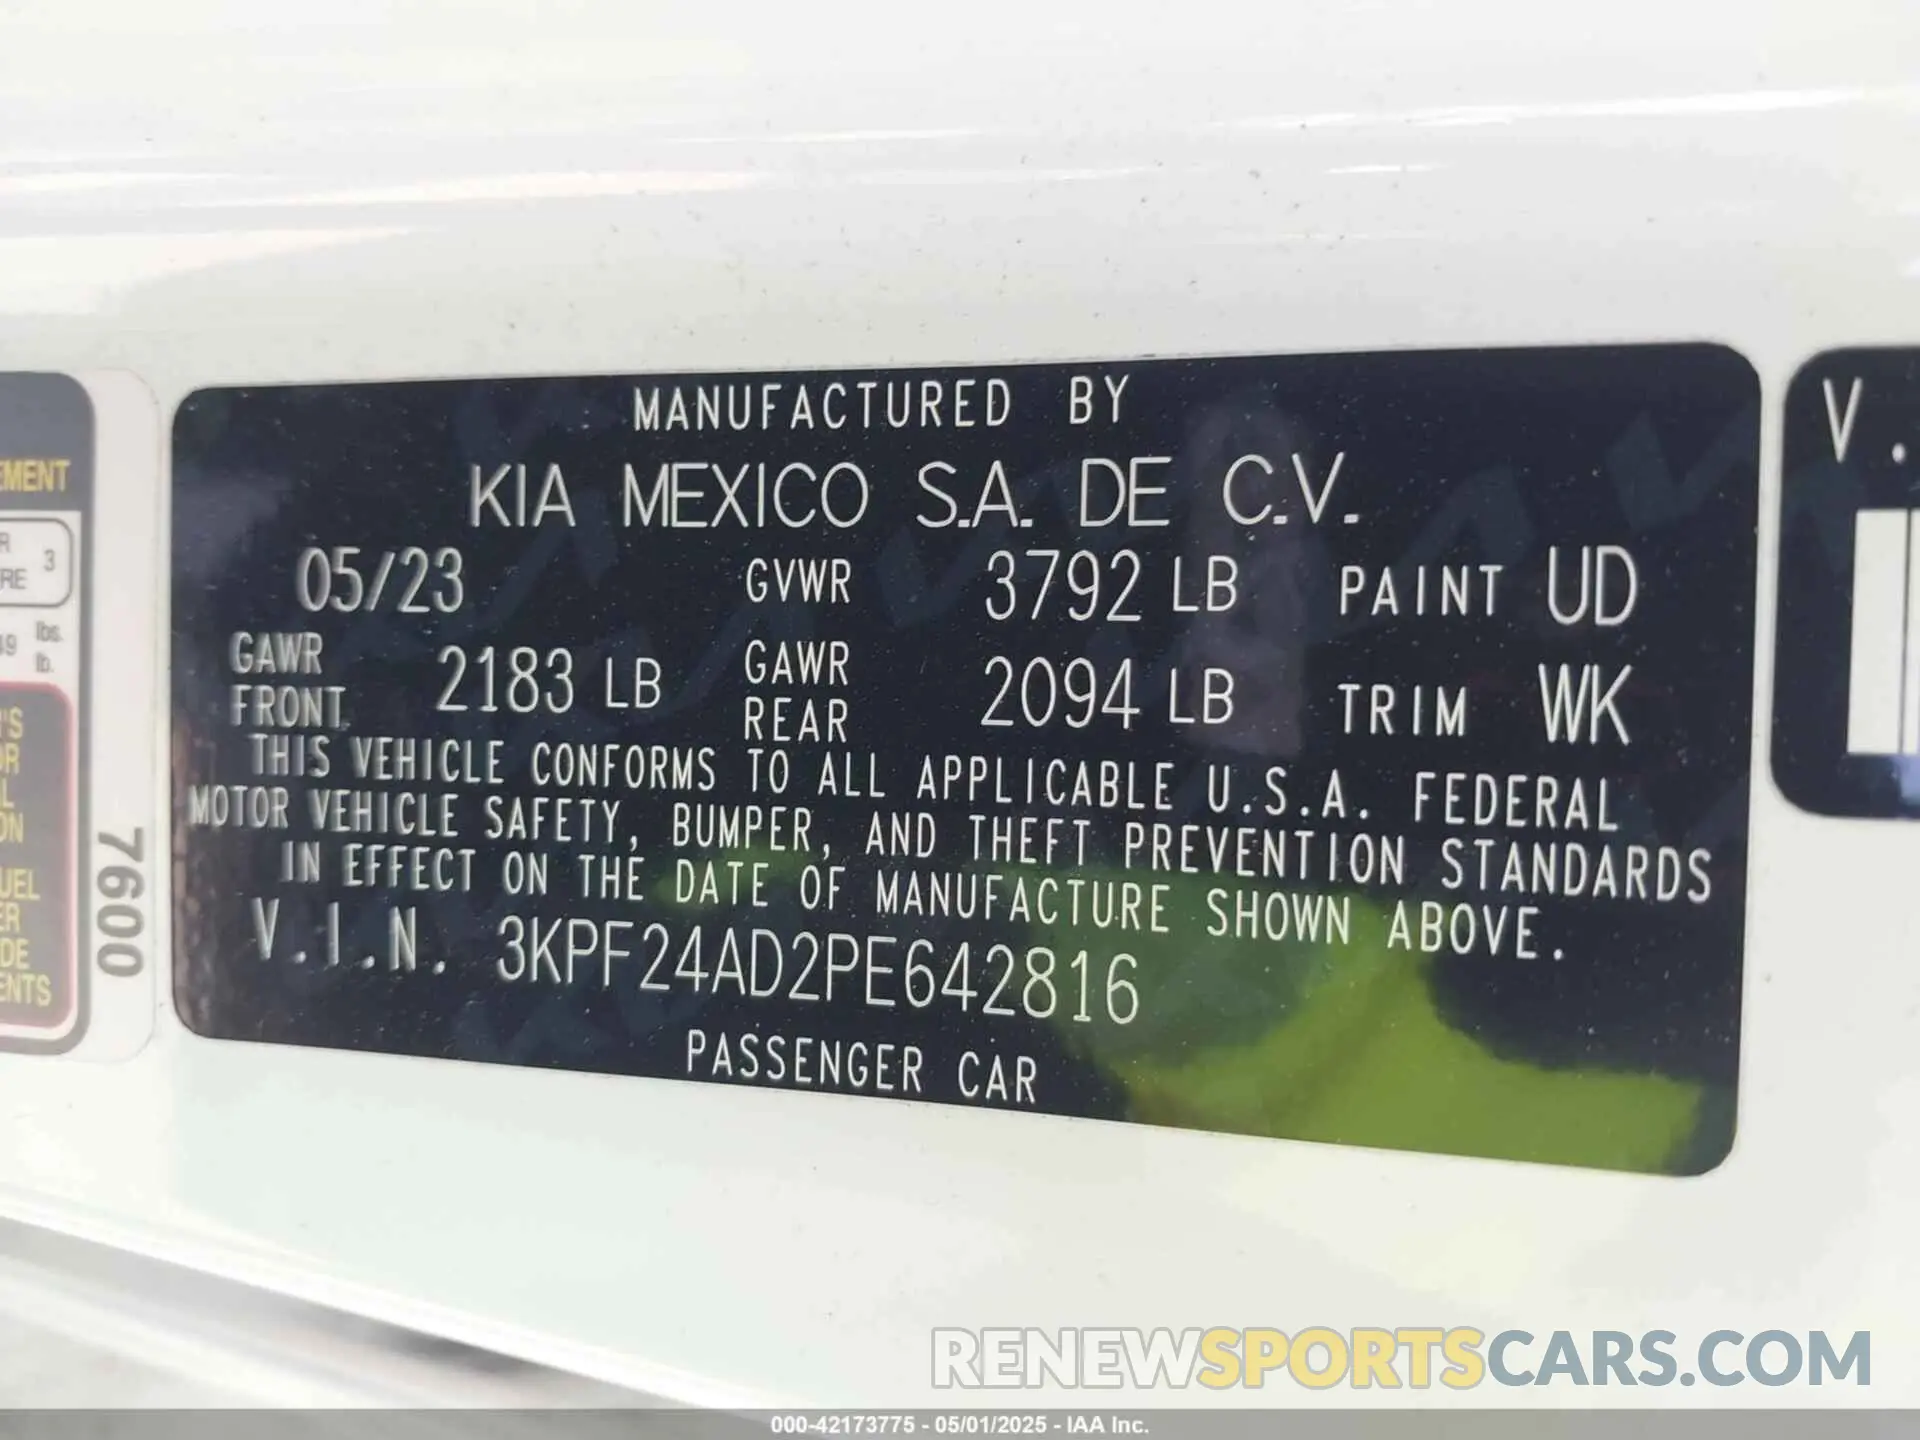 MANUFACTURED BY
KIA MEXICO S.A. DE C.V.
05/23 GVWR 3792 LB PAINT UD
GAWR FRONT 2183 LB GAWR REAR 2094 LB TRIM WK
THIS VEHICLE CONFORMS TO ALL APPLICABLE U.S.A. FEDERAL
MOTOR VEHICLE SAFETY, BUMPER, AND THEFT PREVENTION STANDARDS
IN EFFECT ON THE DATE OF MANUFACTURE SHOWN ABOVE.
V.I.N. 3KPF24AD2PE642816
PASSENGER CAR
7600
3
lbs.
lb.
V.
RENEWSPORTSCARS.COM
000-42173775 - 05/01/2025 - IAA Inc.